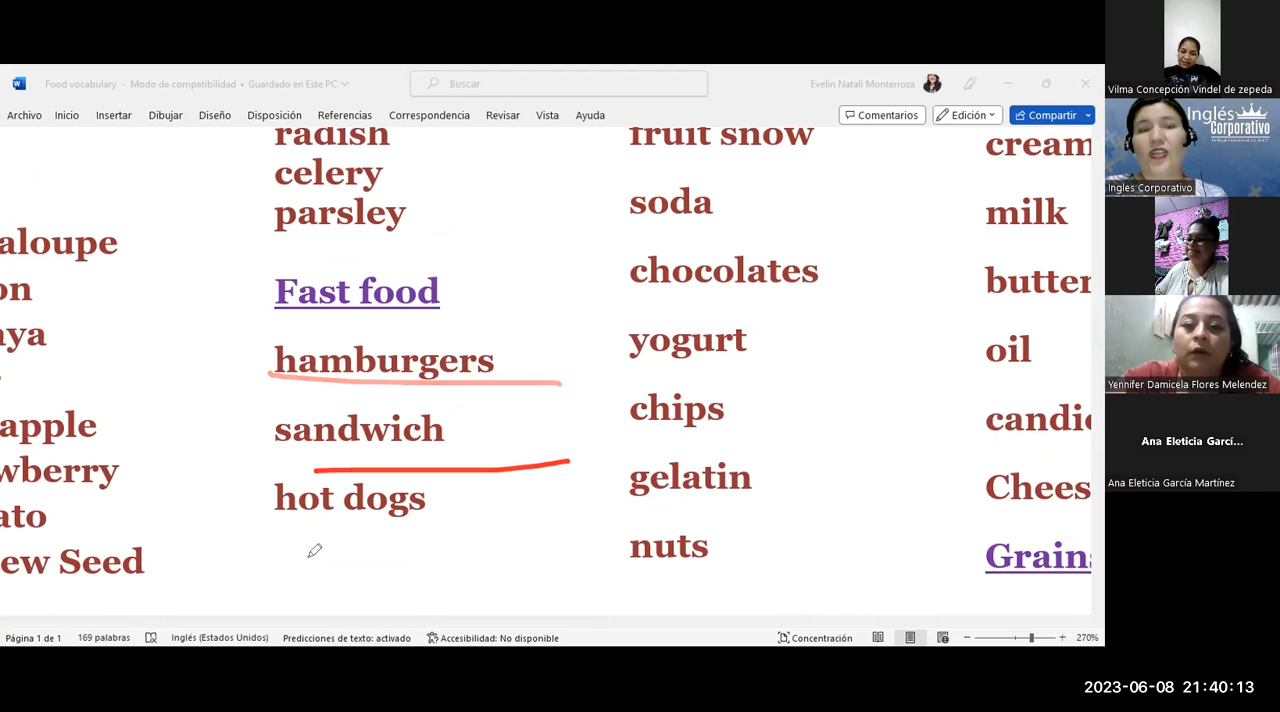 Food vocabulary - Modo de compatibilidad • Guardado en Este PC
Buscar
Evelin Natali Monterroza
Archivo Inicio Insertar Dibujar Diseño Disposición Referencias Correspondencia Revisar Vista Ayuda
Comentarios Edición Compartir
aloupe
on
aya
apple
wberry
ato
ew Seed
radish
celery
parsley
Fast food
hamburgers
sandwich
hot dogs
fruit snow
soda
chocolates
yogurt
chips
gelatin
nuts
cream
milk
butter
oil
candie
Chees
Grains
Página 1 de 1 169 palabras Inglés (Estados Unidos) Predicciones de texto: activado Accesibilidad: No disponible Concentración 270%
Vilma Concepción Vindel de zepeda
Inglés
Corporativo
Ingles Corporativo
Yennifer Damicela Flores Melendez
Ana Eleticia Garcí...
Ana Eleticia García Martínez
2023-06-08 21:40:13